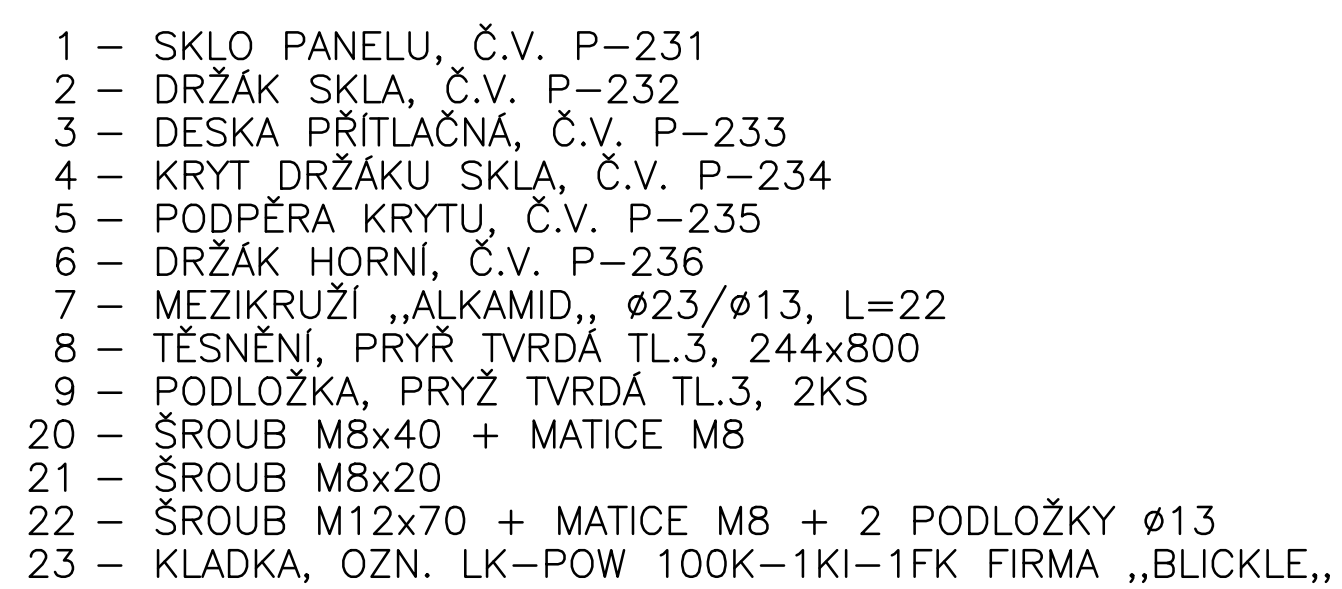 1 – SKLO PANELU, Č.V. P–231
2 – DRŽÁK SKLA, Č.V. P–232
3 – DESKA PŘÍTLAČNÁ, Č.V. P–233
4 – KRYT DRŽÁKU SKLA, Č.V. P–234
5 – PODPĚRA KRYTU, Č.V. P–235
6 – DRŽÁK HORNÍ, Č.V. P–236
7 – MEZIKRUŽÍ ,,ALKAMID,, ø23/ø13, L=22
8 – TĚSNĚNÍ, PRYŘ TVRDÁ TL.3, 244x800
9 – PODLOŽKA, PRYŽ TVRDÁ TL.3, 2KS
20 – ŠROUB M8x40 + MATICE M8
21 – ŠROUB M8x20
22 – ŠROUB M12x70 + MATICE M8 + 2 PODLOŽKY ø13
23 – KLADKA, OZN. LK–POW 100K–1KI–1FK FIRMA ,,BLICKLE,,